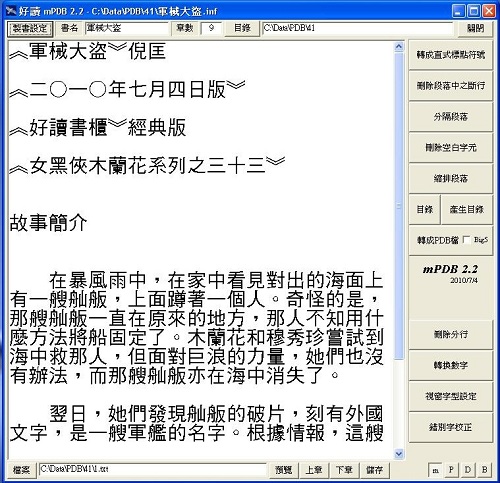 好讀 mPDB 2.2 - C:\Data\PDB\41\軍械大盜.inf
製書設定 書名 軍械大盜 章數 9 目錄 C:\Data\PDB\41 關閉
︽軍械大盜︾倪匡
︽二○一○年七月四日版︾
︽好讀書櫃︾經典版
︽女黑俠木蘭花系列之三十三︾
故事簡介
在暴風雨中，在家中看見對出的海面上
有一艘舢舨，上面蹲著一個人。奇怪的是，
那艘舢舨一直在原來的地方，那人不知用什
麼方法將船固定了。木蘭花和穆秀珍嘗試到
海中救那人，但面對巨浪的力量，她們也沒
有辦法，而那艘舢舨亦在海中消失了。
翌日，她們發現舢舨的破片，刻有外國
文字，是一艘軍艦的名字。根據情報，這艘
轉成直式標點符號
刪除段落中之斷行
分隔段落
刪除空白字元
縮排段落
目錄 產生目錄
轉成PDB檔 Big5
mPDB 2.2
2010/7/4
刪除分行
轉換數字
視窗字型設定
錯別字校正
檔案 C:\Data\PDB\41\1.txt 預覽 上章 下章 儲存 m P D B